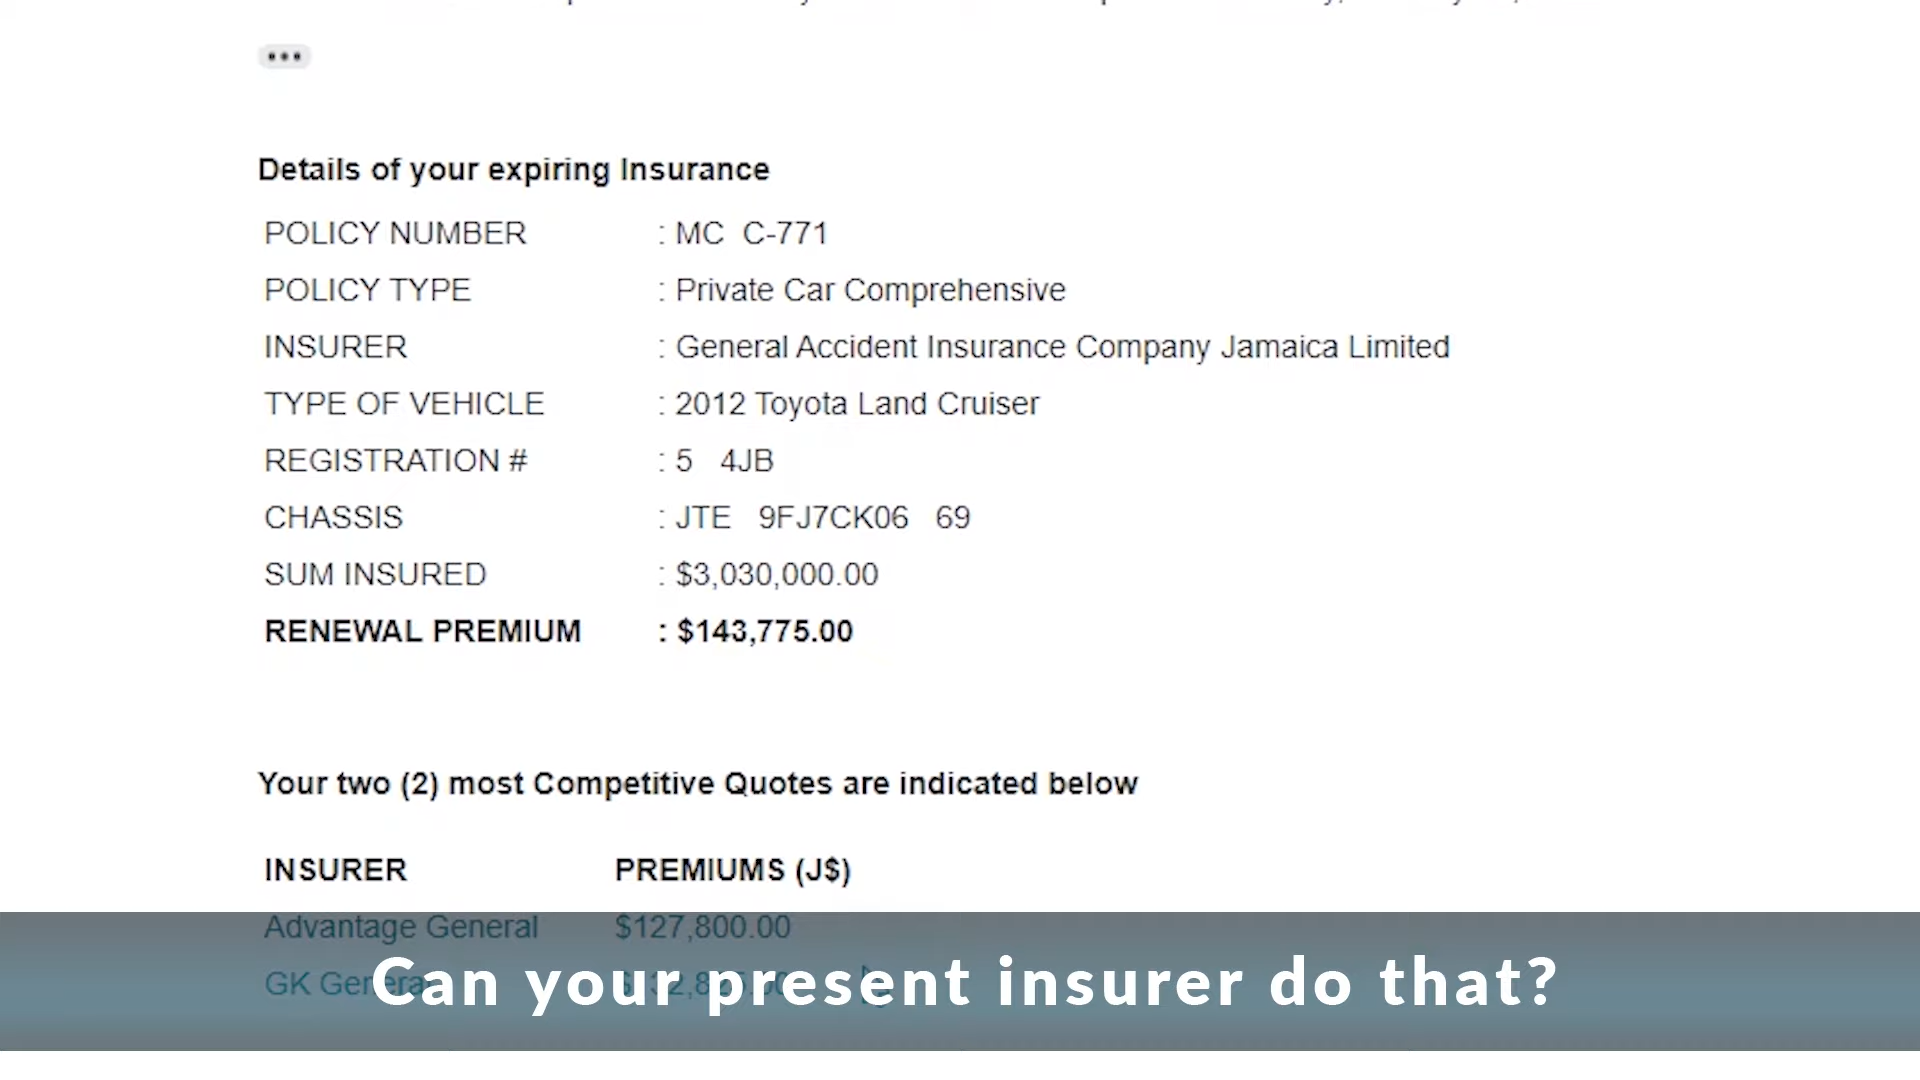 Details of your expiring Insurance
POLICY NUMBER : MC C-771
POLICY TYPE : Private Car Comprehensive
INSURER : General Accident Insurance Company Jamaica Limited
TYPE OF VEHICLE : 2012 Toyota Land Cruiser
REGISTRATION # : 5 4JB
CHASSIS : JTE 9FJ7CK06 69
SUM INSURED : $3,030,000.00
RENEWAL PREMIUM : $143,775.00
Your two (2) most Competitive Quotes are indicated below
INSURER PREMIUMS (J$)
Advantage General $127,800.00
GK General
Can your present insurer do that?